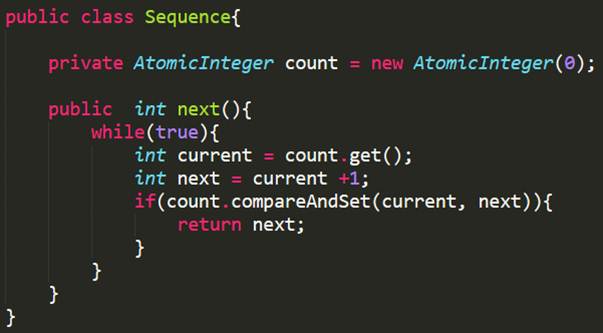 public class Sequence{
private AtomicInteger count = new AtomicInteger(0);
public  int next(){
while(true){
int current = count.get();
int next = current +1;
if(count.compareAndSet(current, next)){
return next;
}
}
}
}